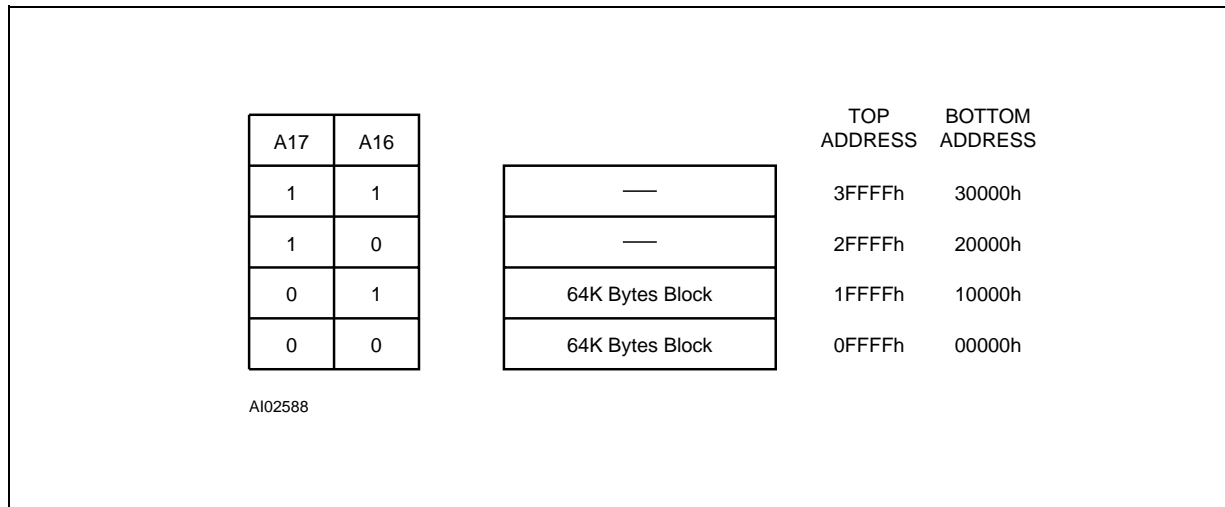 TOP BOTTOM
A17 A16 ADDRESS ADDRESS
1 1 — 3FFFFh 30000h
1 0 — 2FFFFh 20000h
0 1 64K Bytes Block 1FFFFh 10000h
0 0 64K Bytes Block 0FFFFh 00000h
AI02588